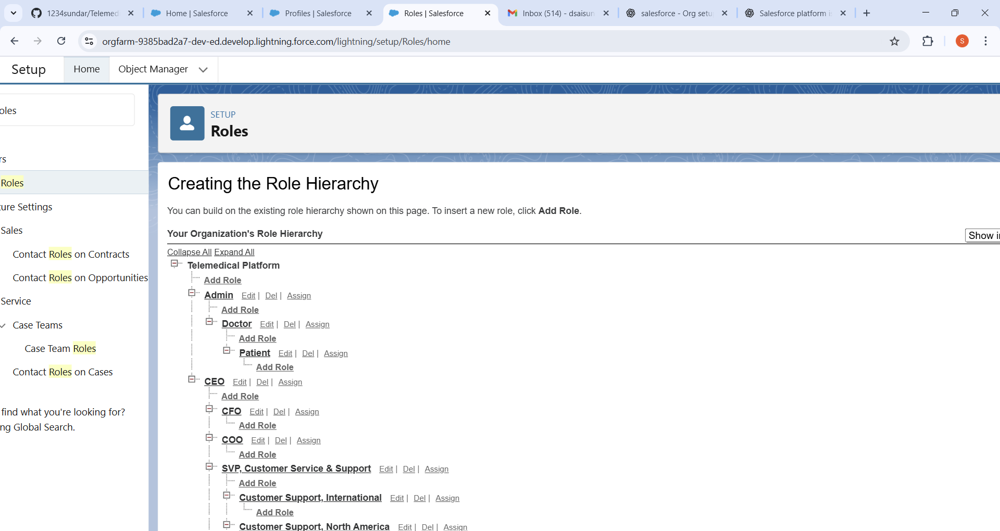 1234sundar/Telemed
Home | Salesforce
Profiles | Salesforce
Roles | Salesforce
Inbox (514) - dsaisun
salesforce - Org setu
Salesforce platform i
orgfarm-9385bad2a7-dev-ed.develop.lightning.force.com/lightning/setup/Roles/home
S
Setup
Home
Object Manager
oles
rs
Roles
ure Settings
Sales
Contact Roles on Contracts
Contact Roles on Opportunities
Service
Case Teams
Case Team Roles
Contact Roles on Cases
find what you're looking for?
ng Global Search.
SETUP
Roles
Creating the Role Hierarchy
You can build on the existing role hierarchy shown on this page. To insert a new role, click Add Role.
Your Organization's Role Hierarchy
Show i
Collapse All Expand All
Telemedical Platform
Add Role
Admin Edit | Del | Assign
Add Role
Doctor Edit | Del | Assign
Add Role
Patient Edit | Del | Assign
Add Role
CEO Edit | Del | Assign
Add Role
CFO Edit | Del | Assign
Add Role
COO Edit | Del | Assign
Add Role
SVP, Customer Service & Support Edit | Del | Assign
Add Role
Customer Support, International Edit | Del | Assign
Add Role
Customer Support, North America Edit | Del | Assign